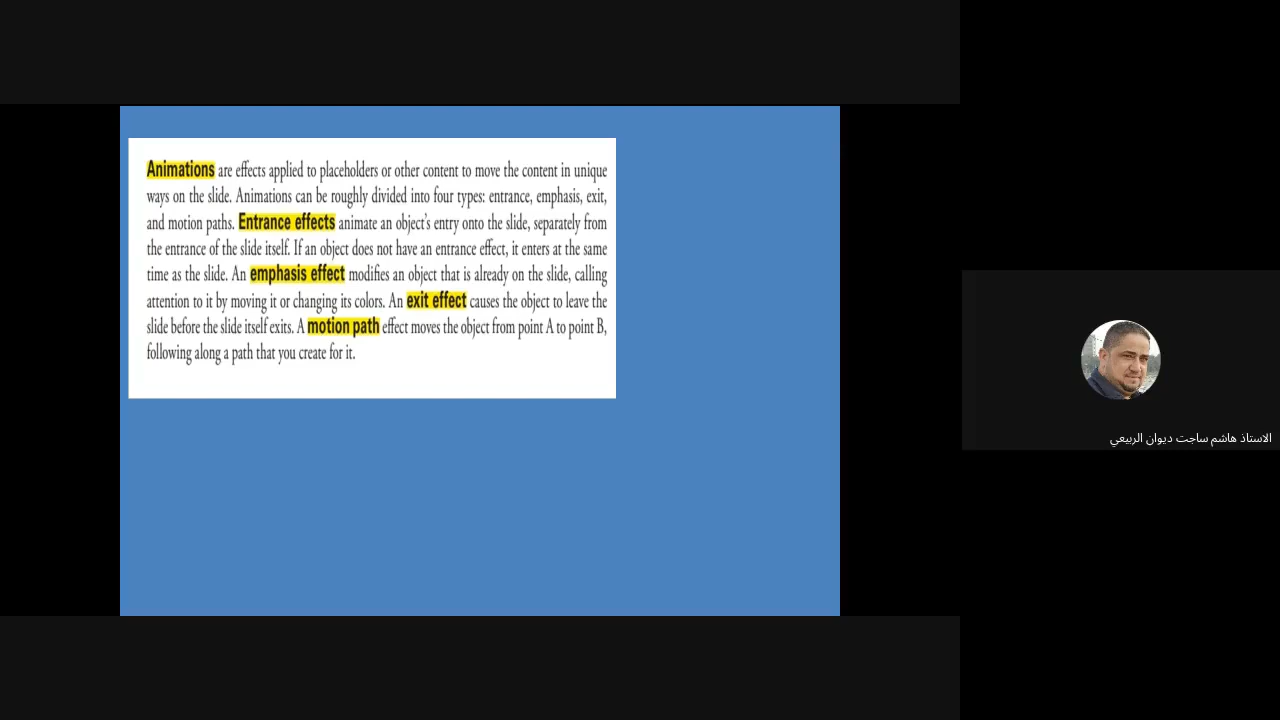 Animations are effects applied to placeholders or other content to move the content in unique
ways on the slide. Animations can be roughly divided into four types: entrance, emphasis, exit,
and motion paths. Entrance effects animate an object's entry onto the slide, separately from
the entrance of the slide itself. If an object does not have an entrance effect, it enters at the same
time as the slide. An emphasis effect modifies an object that is already on the slide, calling
attention to it by moving it or changing its colors. An exit effect causes the object to leave the
slide before the slide itself exits. A motion path effect moves the object from point A to point B,
following along a path that you create for it.
الاستاذ هاشم ساجت ديوان الربيعي